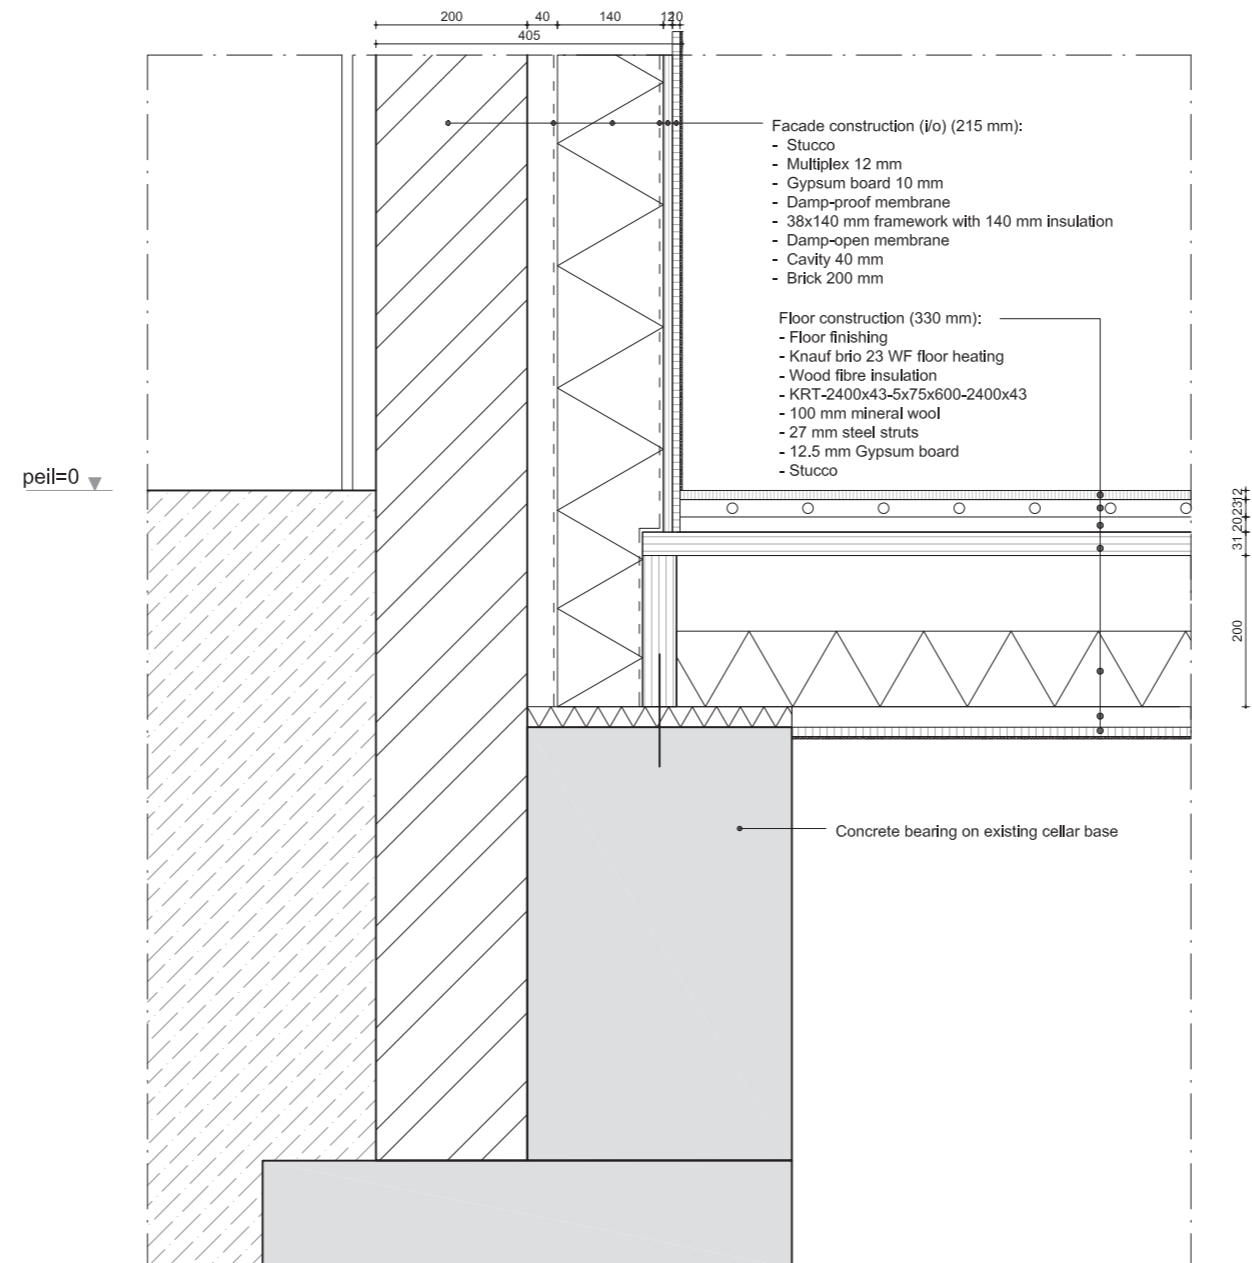 200 40 140 120
405
Facade construction (i/o) (215 mm):
- Stucco
- Multiplex 12 mm
- Gypsum board 10 mm
- Damp-proof membrane
- 38x140 mm framework with 140 mm insulation
- Damp-open membrane
- Cavity 40 mm
- Brick 200 mm
Floor construction (330 mm):
- Floor finishing
- Knauf brio 23 WF floor heating
- Wood fibre insulation
- KRT-2400x43-5x75x600-2400x43
- 100 mm mineral wool
- 27 mm steel struts
- 12.5 mm Gypsum board
- Stucco
peil=0
12
23
20
31
200
Concrete bearing on existing cellar base